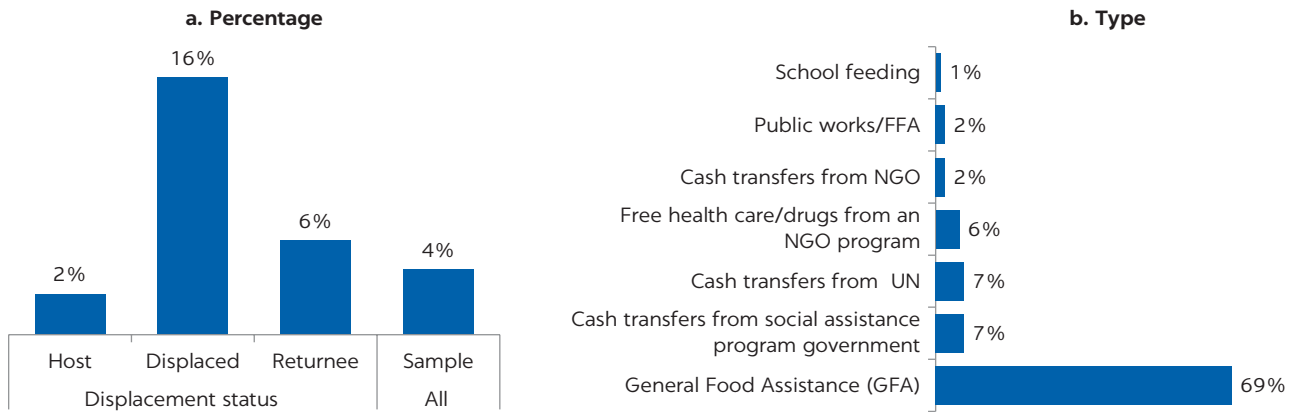 a. Percentage
16%
6%
4%
2%
Host
Displaced
Returnee
Sample
Displacement status
All
b. Type
School feeding
1%
Public works/FFA
2%
Cash transfers from NGO
2%
Free health care/drugs from an
NGO program
6%
Cash transfers from UN
7%
Cash transfers from social assistance
program government
7%
General Food Assistance (GFA)
69%